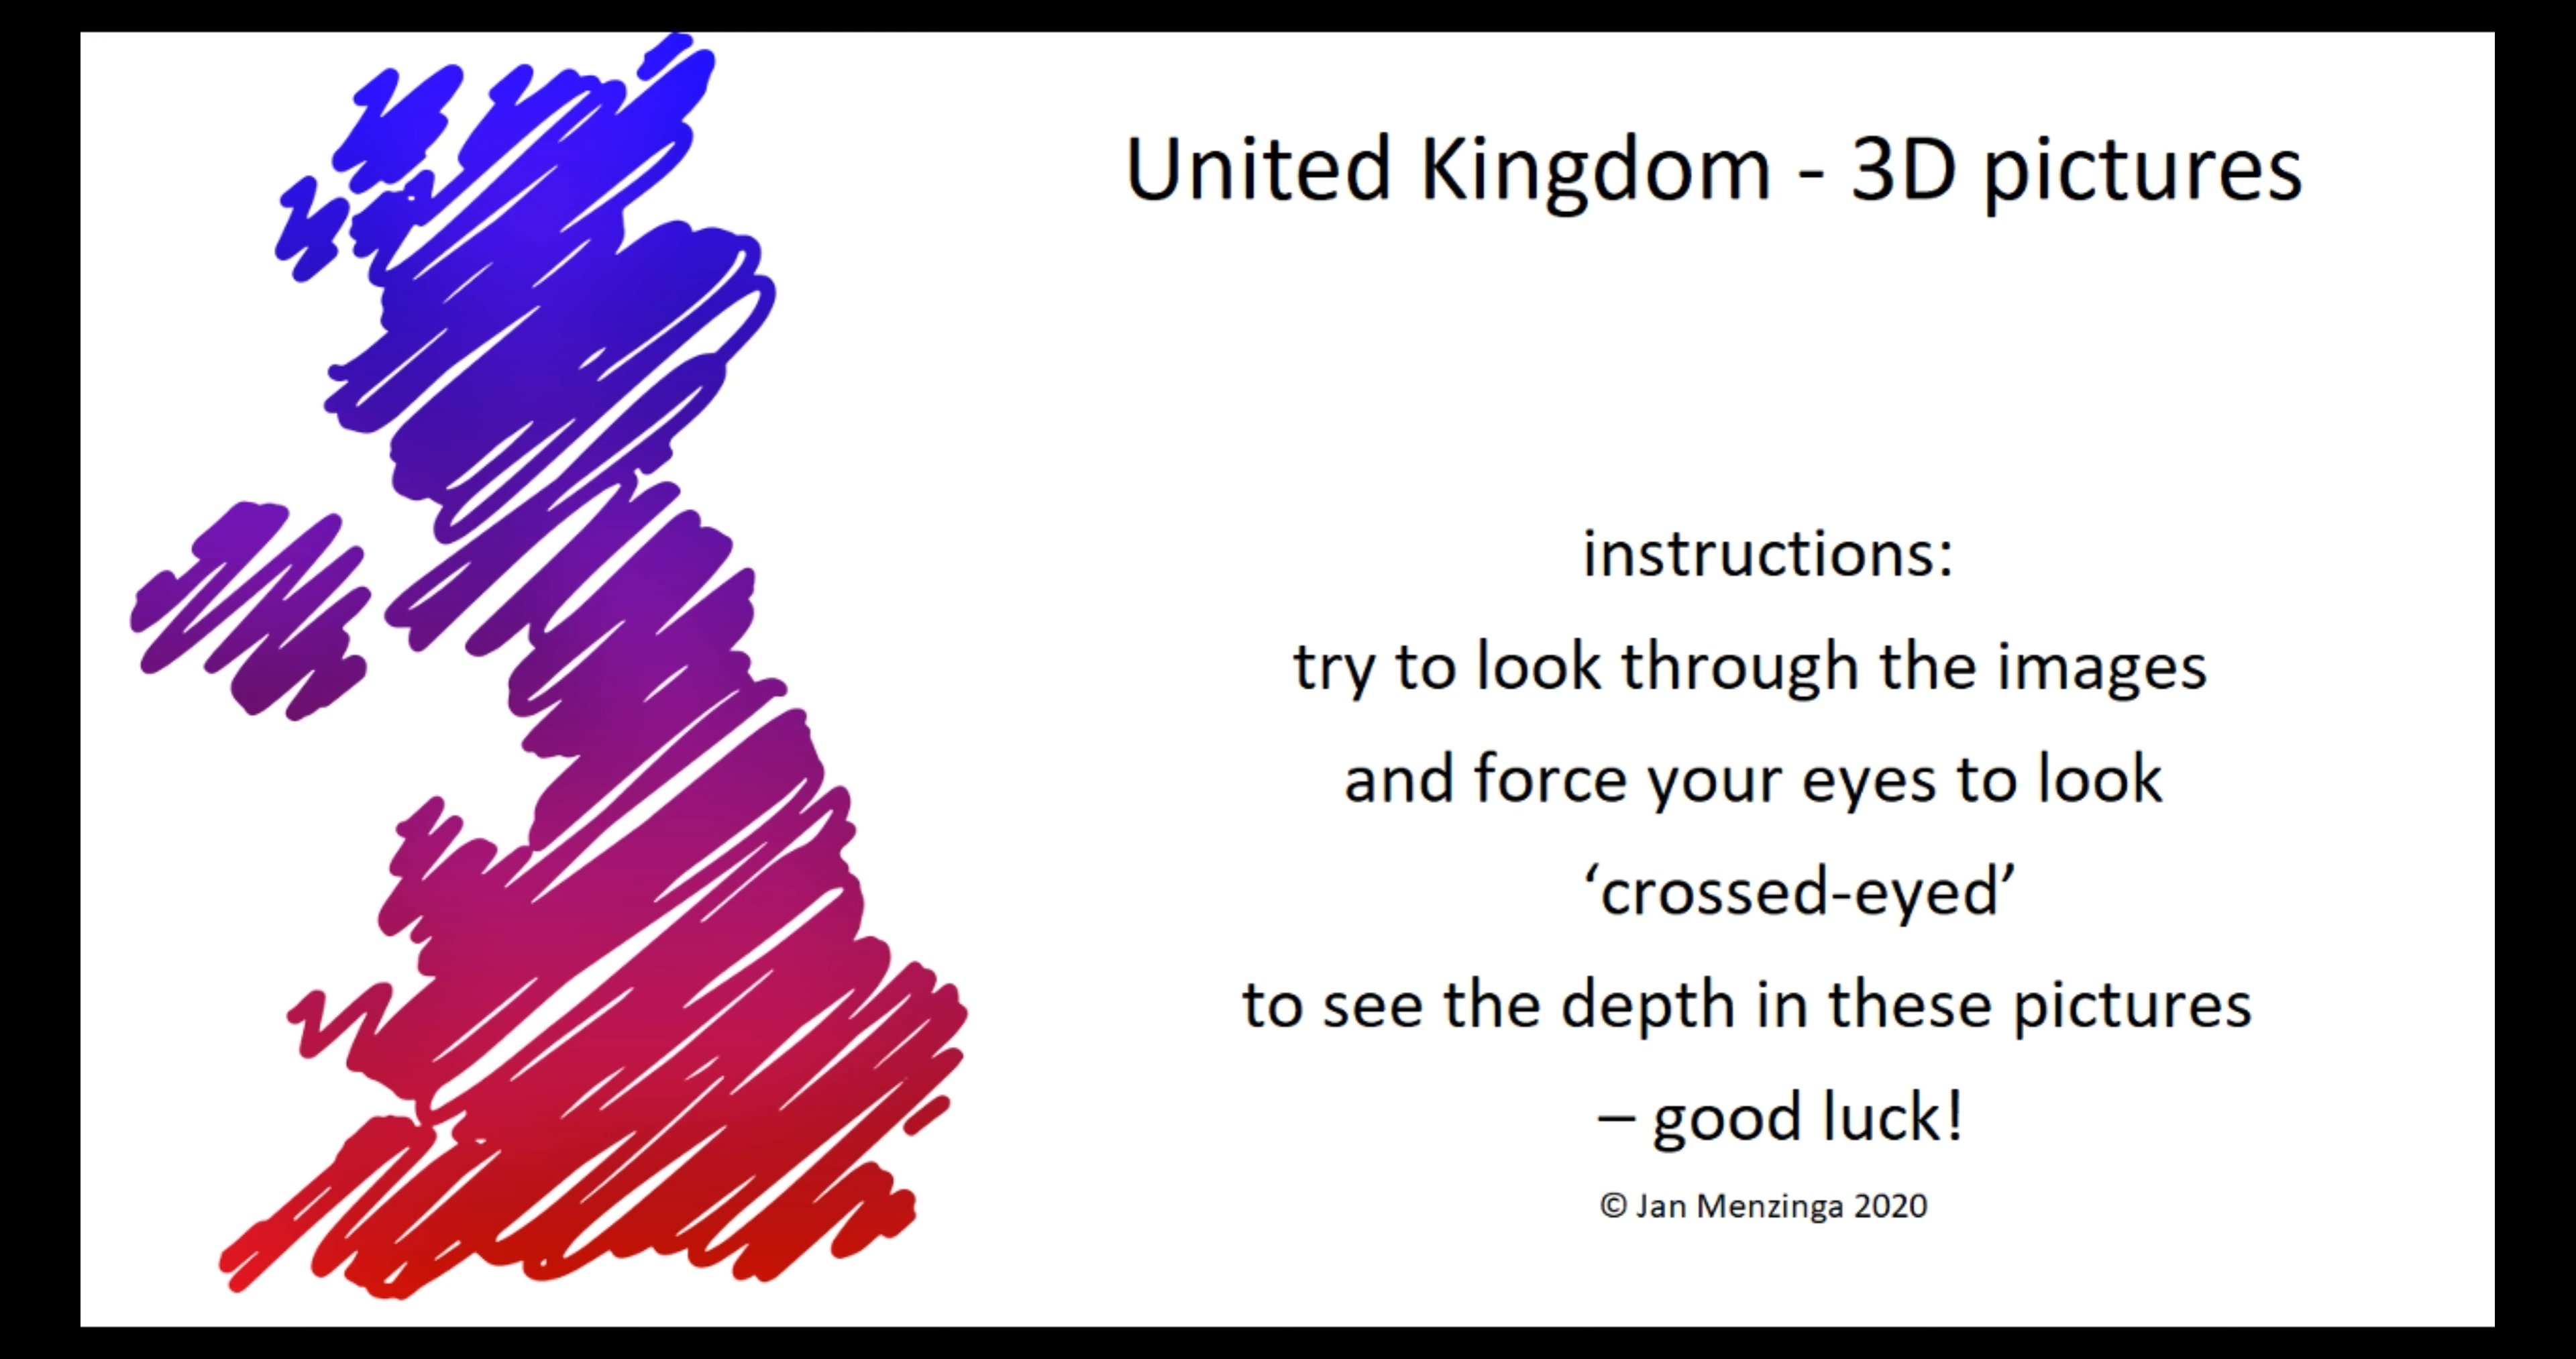 United Kingdom - 3D pictures
instructions:
try to look through the images
and force your eyes to look
‘crossed-eyed’
to see the depth in these pictures
– good luck!
© Jan Menzinga 2020